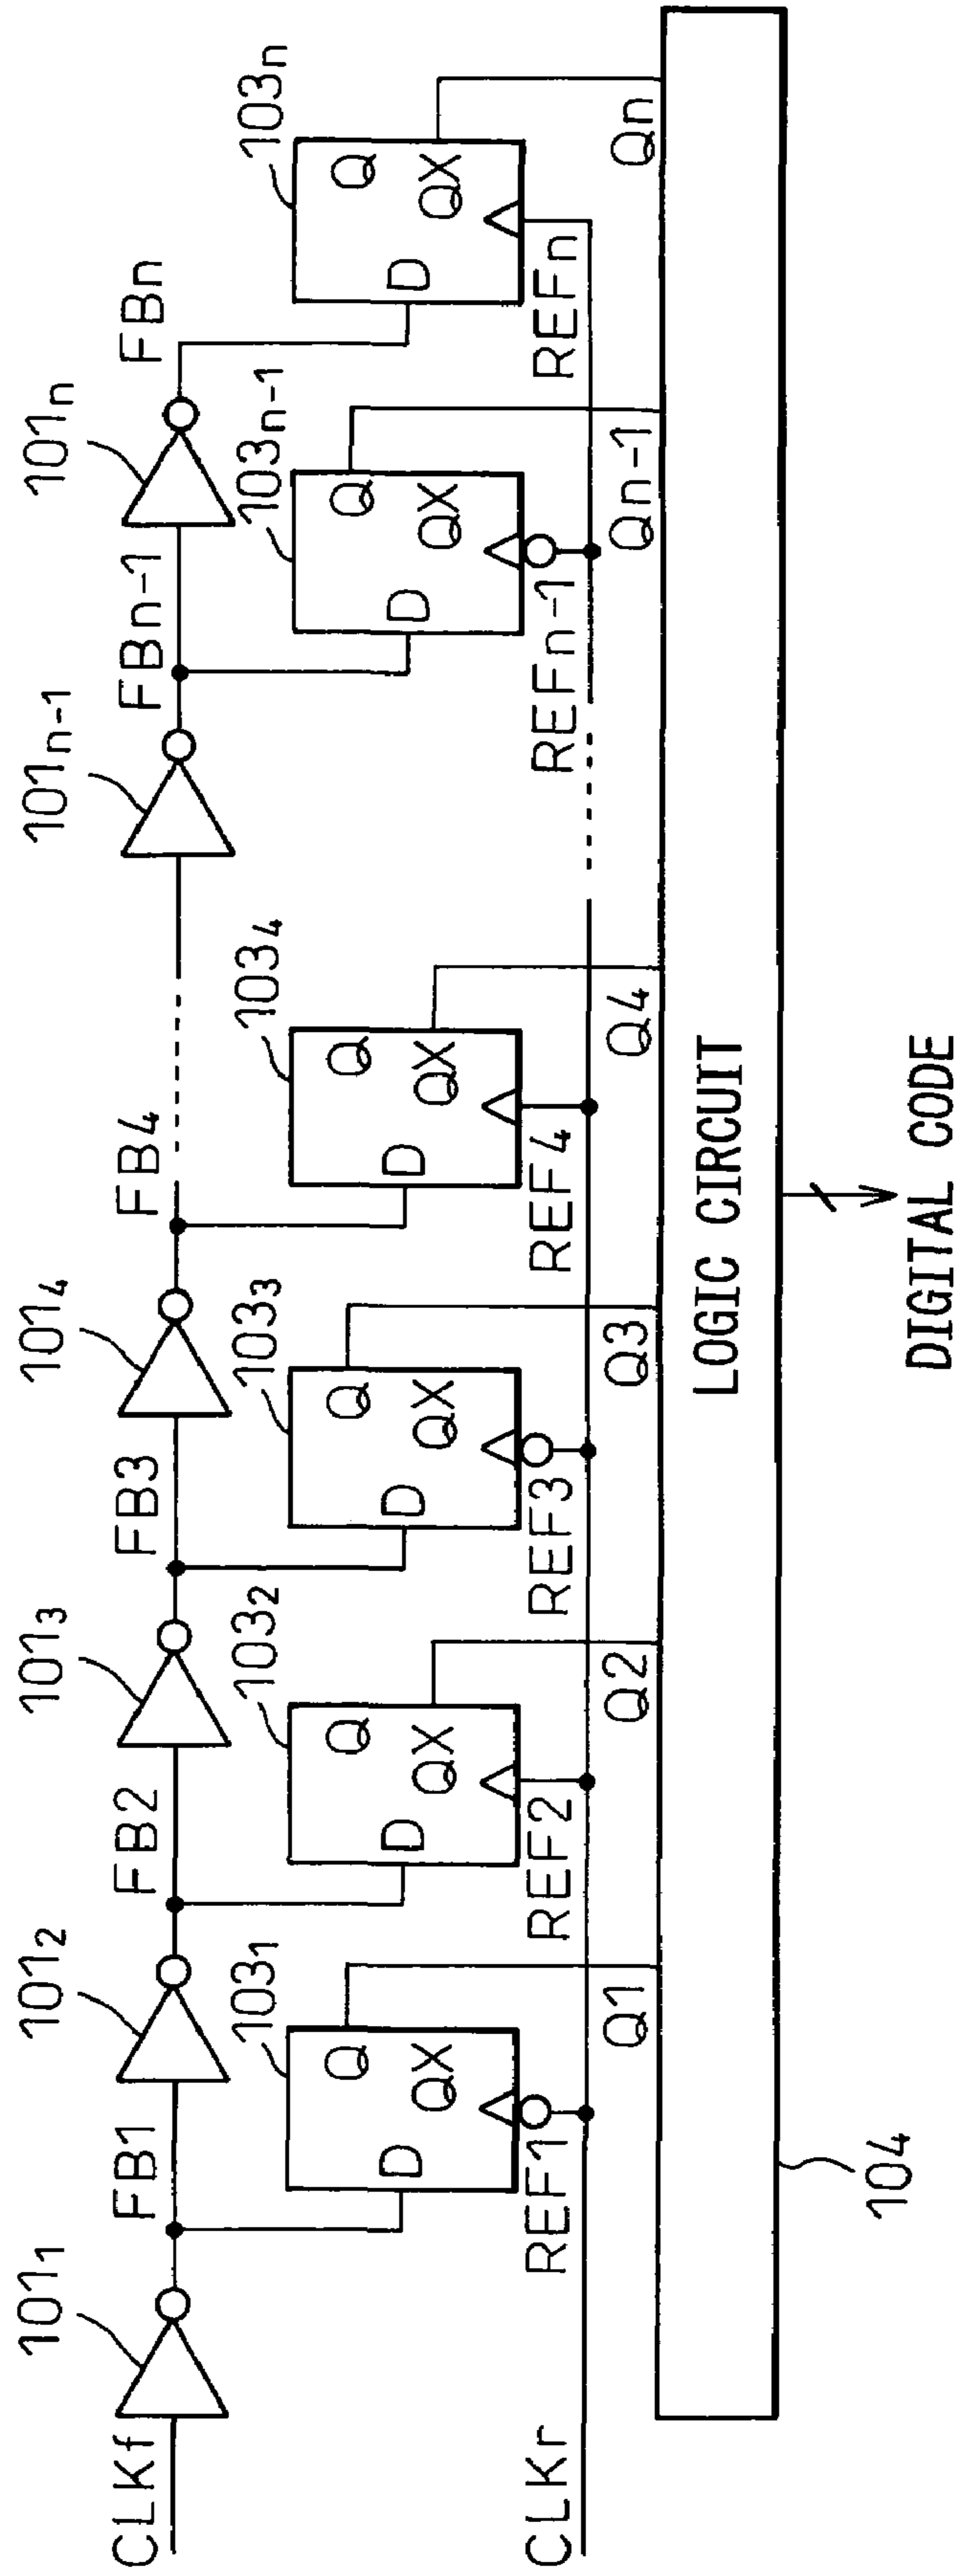 101₁ 101₂ 101₃ 101₄ 101n-1 101n
CLKf FB1 FB2 FB3 FB4 FBn-1 FBn
103₁ 103₂ 103₃ 103₄ 103n-1 103n
Q Q Q Q Q Q
D QX D QX D QX D QX D QX D QX
CLKr REF1 REF2 REF3 REF4 REFn-1 REFn
Q1 Q2 Q3 Q4 Qn-1 Qn
LOGIC CIRCUIT
104
DIGITAL CODE